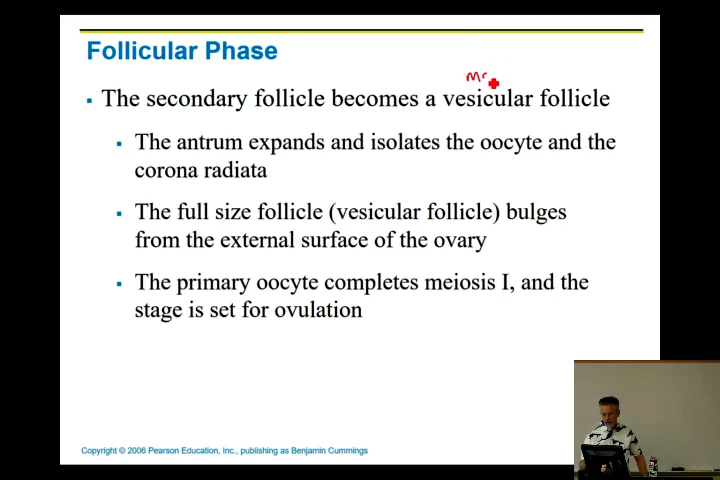 Follicular Phase
▪ The secondary follicle becomes a vesicular follicle
▪ The antrum expands and isolates the oocyte and the
corona radiata
▪ The full size follicle (vesicular follicle) bulges
from the external surface of the ovary
▪ The primary oocyte completes meiosis I, and the
stage is set for ovulation
Copyright © 2006 Pearson Education, Inc., publishing as Benjamin Cummings